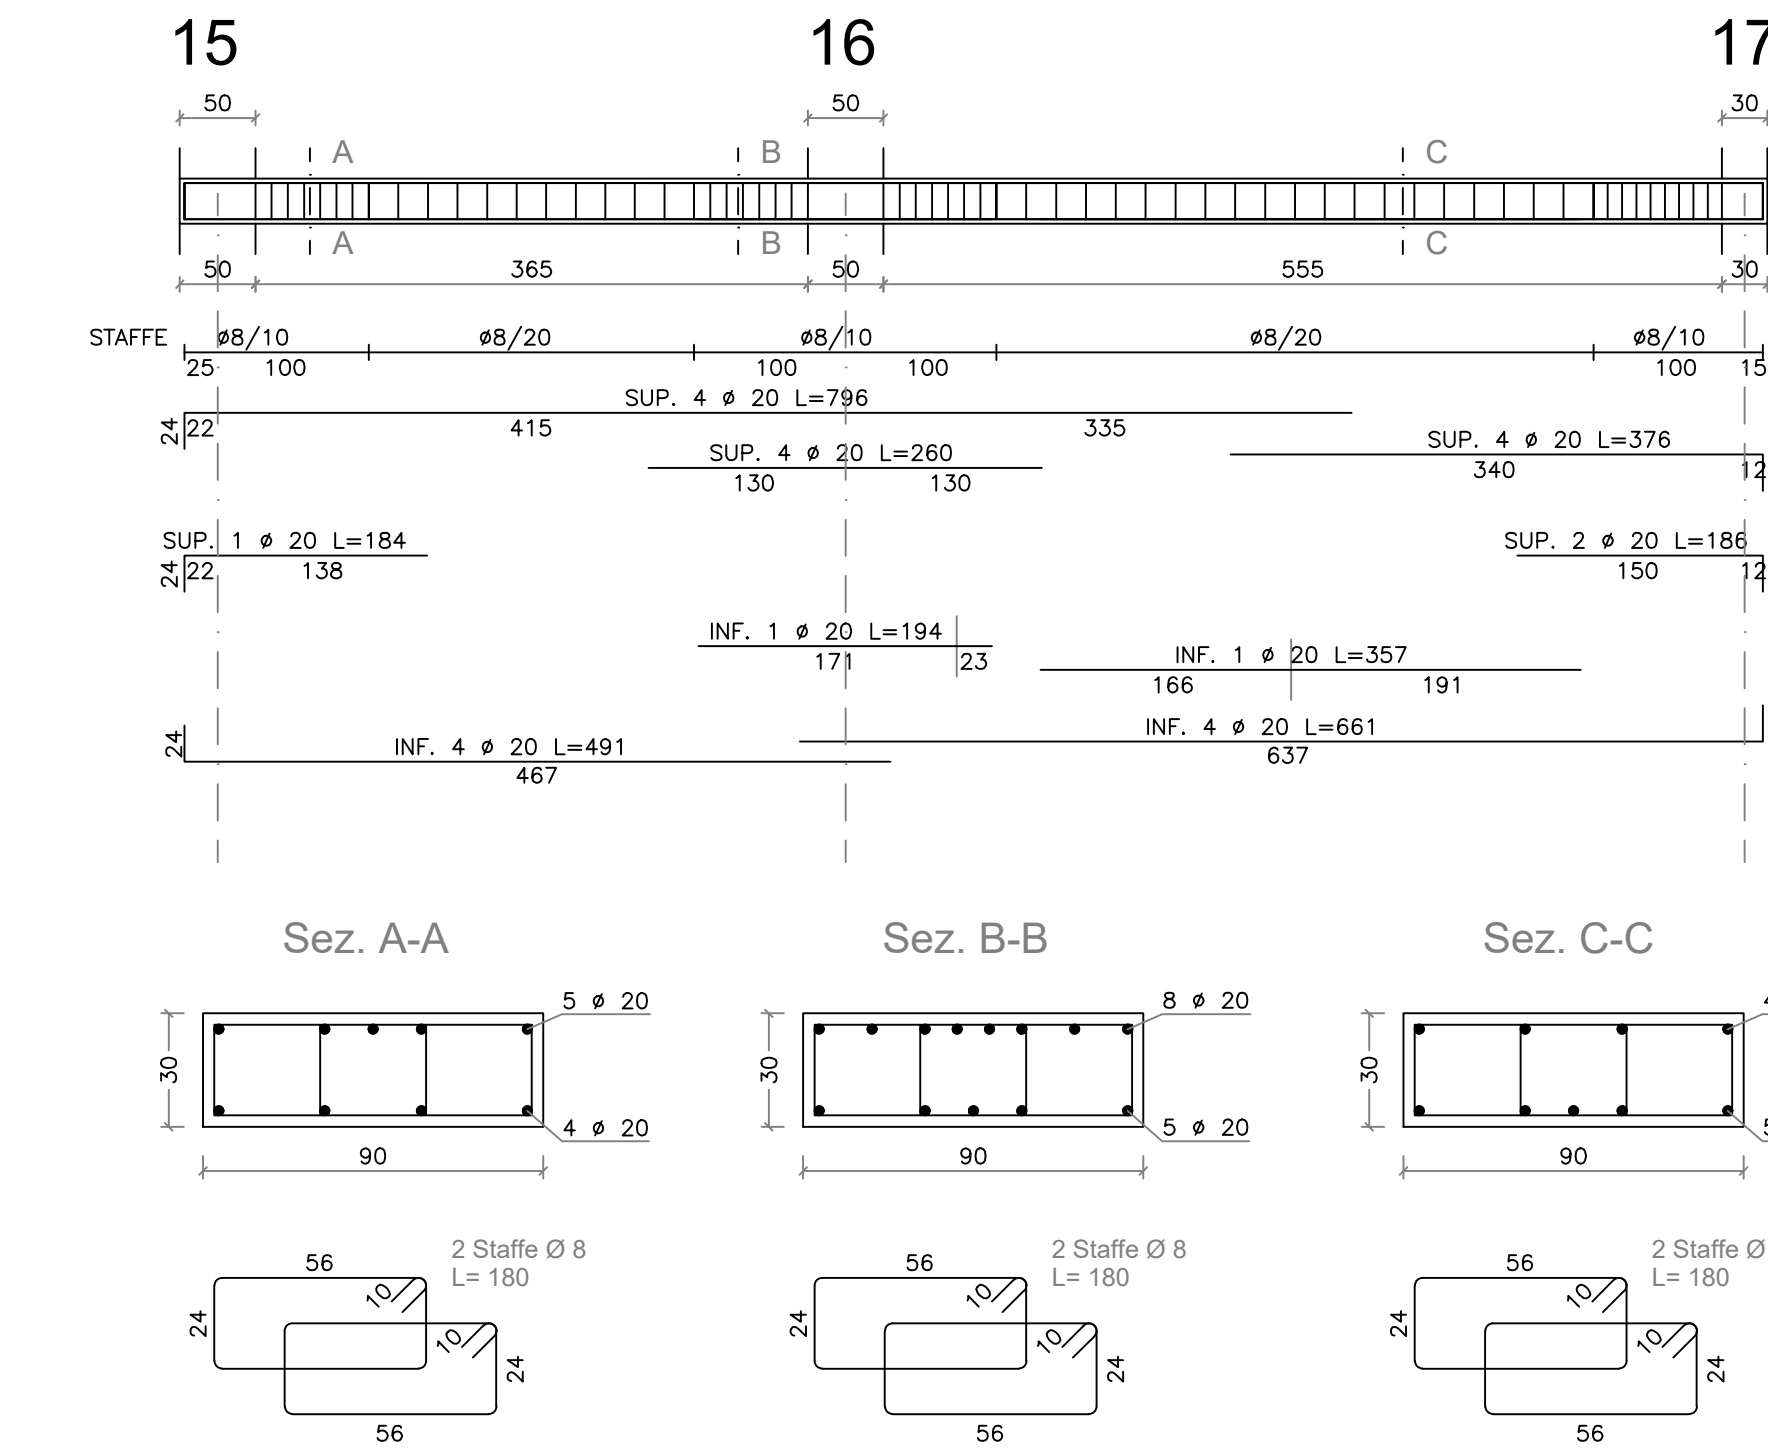 15 16 17
50 50 30
A B C
A B C
50 365 50 555 30
STAFFE ø8/10 ø8/20 ø8/10 ø8/20 ø8/10
25 100 100 100 100 15
SUP. 4 ø 20 L=796
24 22 415 335
SUP. 4 ø 20 L=376
340 12
SUP. 4 ø 20 L=260
130 130
SUP. 1 ø 20 L=184 SUP. 2 ø 20 L=186
24 22 138 150 12
INF. 1 ø 20 L=194
171 23
INF. 1 ø 20 L=357
166 191
INF. 4 ø 20 L=661
637
24 INF. 4 ø 20 L=491
467
Sez. A-A Sez. B-B Sez. C-C
5 ø 20 8 ø 20 4
30 30 30
4 ø 20 5 ø 20 5
90 90 90
2 Staffe Ø 8 2 Staffe Ø 8 2 Staffe Ø
56 56 56
L= 180 L= 180 L= 180
10 10 10
24 24 24
10 10 10
24 24 24
56 56 56